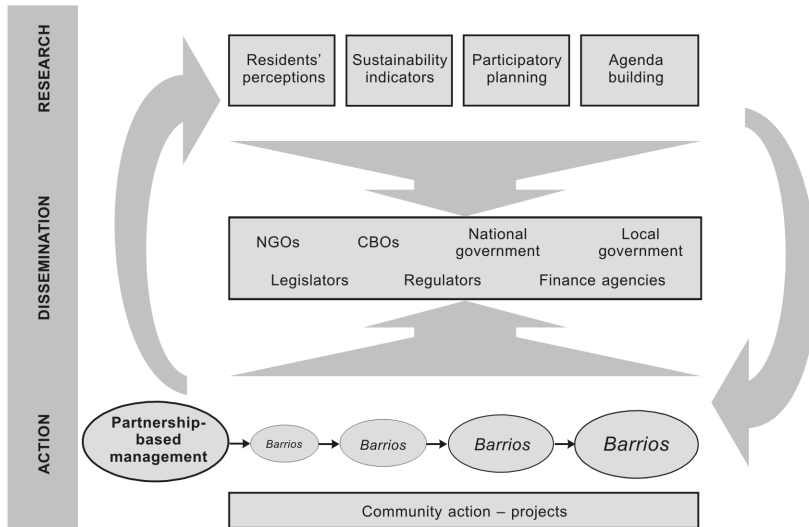 RESEARCH
Residents’
perceptions
Sustainability
indicators
Participatory
planning
Agenda
building
DISSEMINATION
NGOs
CBOs
National
government
Local
government
Legislators
Regulators
Finance agencies
ACTION
Partnership-
based
management
Barrios
Barrios
Barrios
Barrios
Community action – projects